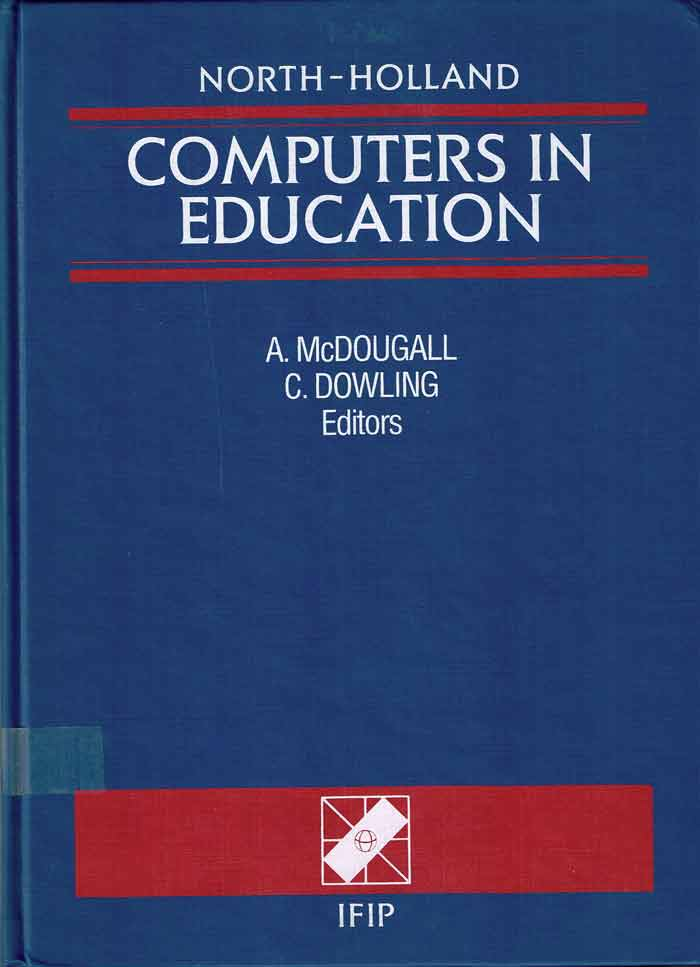 NORTH-HOLLAND
COMPUTERS IN
EDUCATION
A. McDOUGALL
C. DOWLING
Editors
IFIP